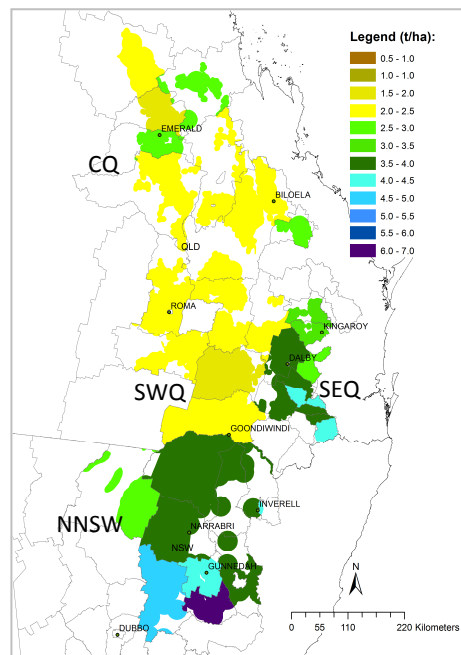 Legend (t/ha):
0.5 - 1.0
1.0 - 1.0
1.5 - 2.0
2.0 - 2.5
2.5 - 3.0
3.0 - 3.5
3.5 - 4.0
4.0 - 4.5
4.5 - 5.0
5.0 - 5.5
5.5 - 6.0
6.0 - 7.0
EMERALD
CQ
BILOELA
QLD
ROMA
KINGAROY
DALBY
SWQ
SEQ
GOONDIWINDI
NNSW
INVERELL
NARRABRI
NSW
GUNNEDAH
N
DUBBO
0 55 110 220 Kilometers